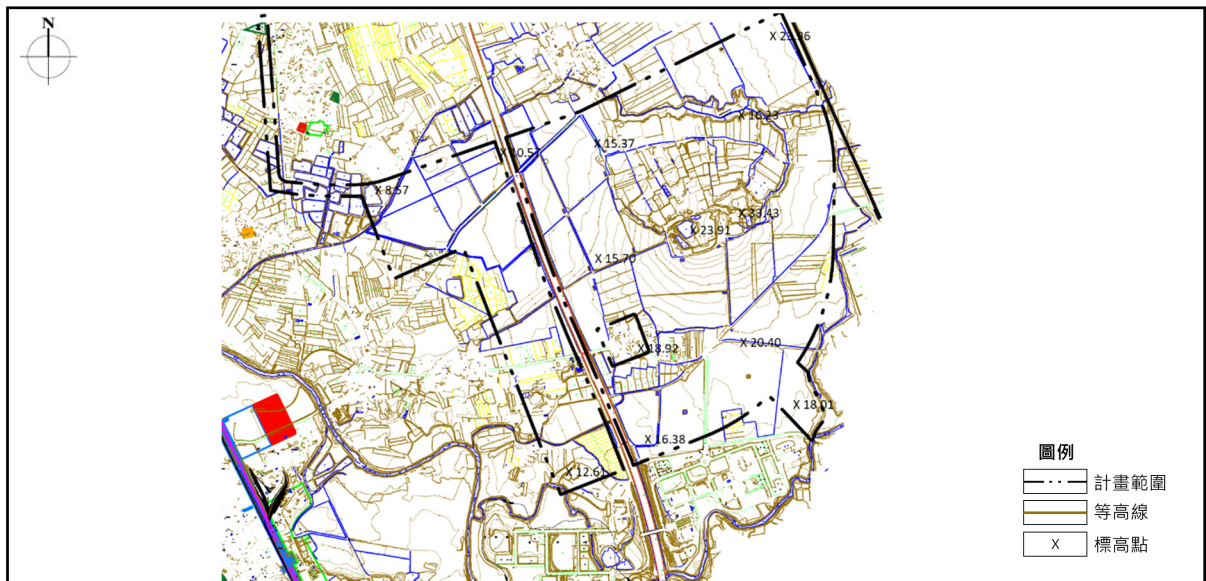 N
X 23.96
X 16.23
X 15.37
X 10.57
X 8.57
X 33.43
X 23.91
X 15.70
X 18.92
X 20.40
X 18.01
X 16.38
X 12.61
圖例
計畫範圍
等高線
X 標高點